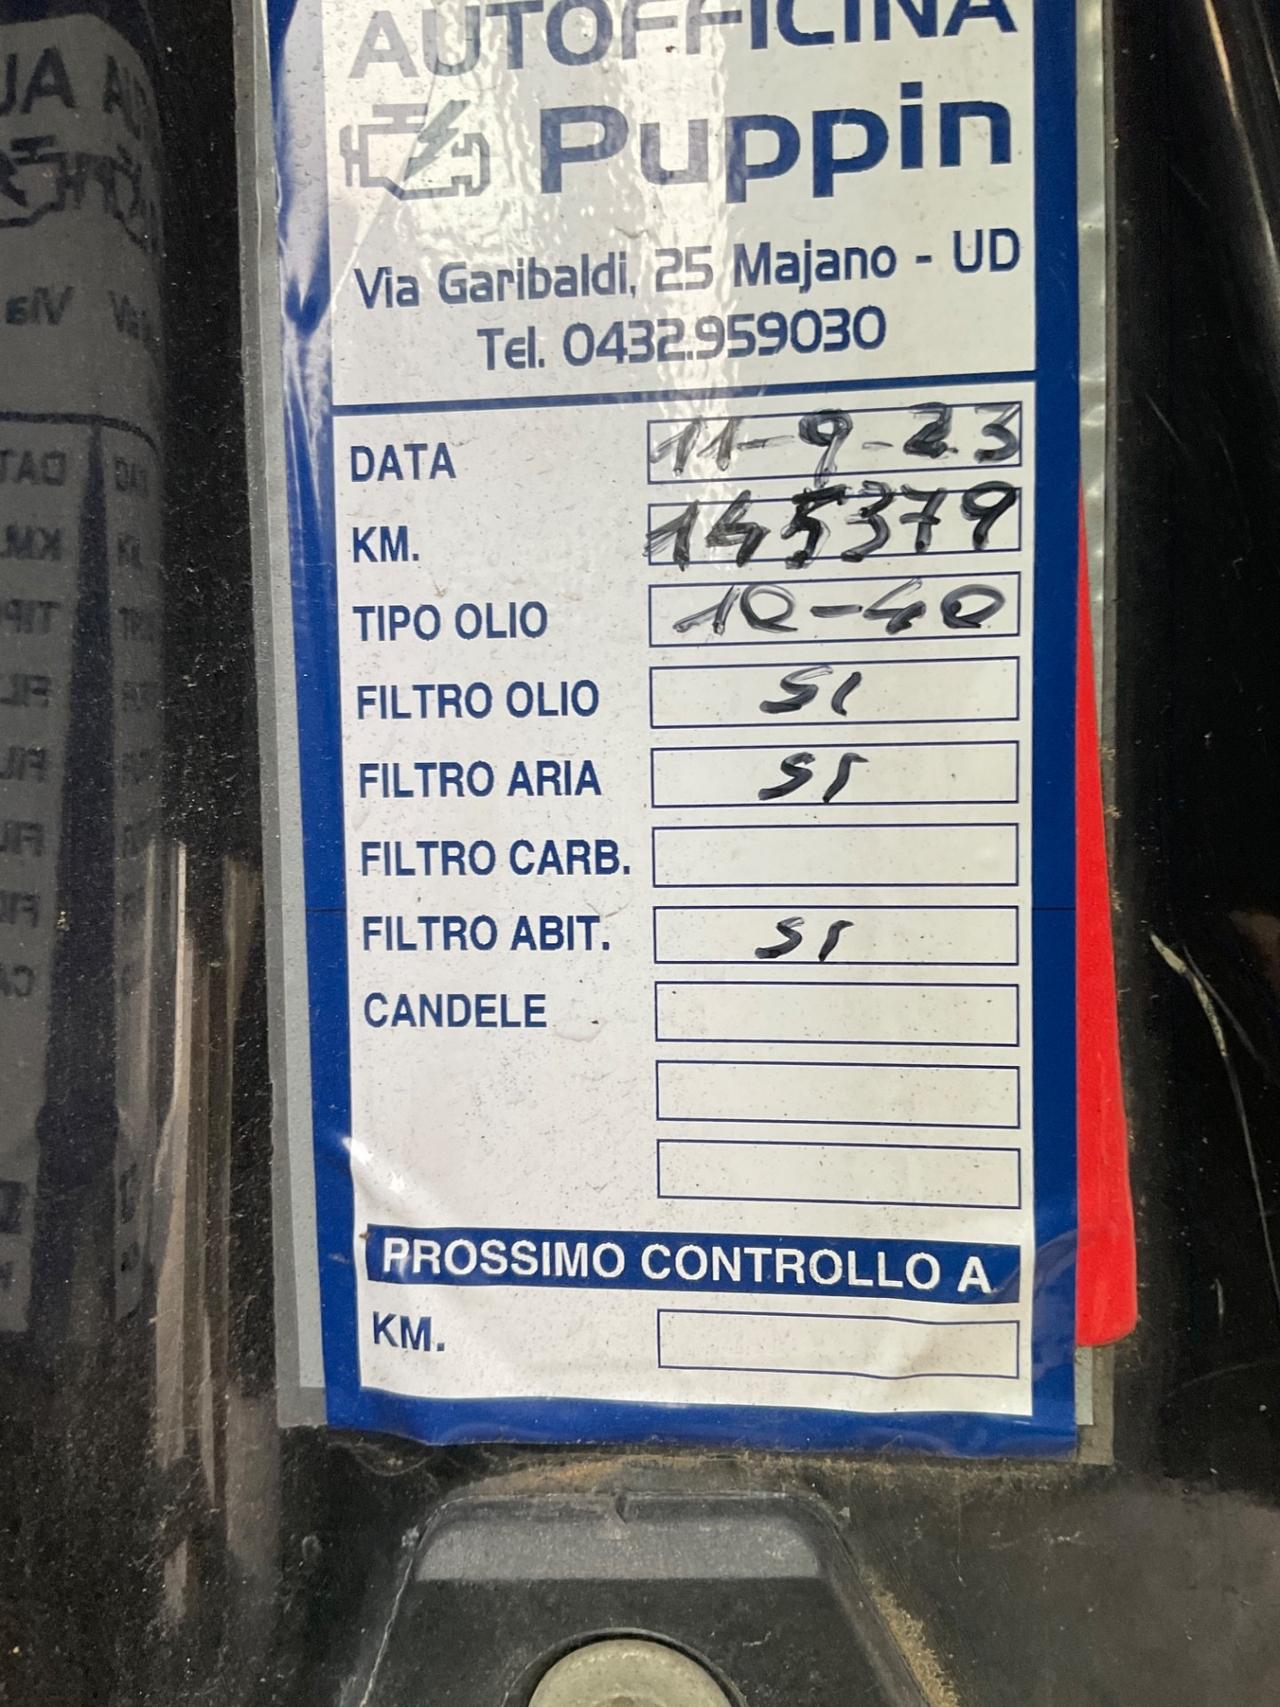 AUTOFFICINA
Puppin
Via Garibaldi, 25 Majano - UD
Tel. 0432.959030
DATA 11-9-23
KM. 145379
TIPO OLIO 10-40
FILTRO OLIO SI
FILTRO ARIA SI
FILTRO CARB.
FILTRO ABIT. SI
CANDELE
PROSSIMO CONTROLLO A
KM.